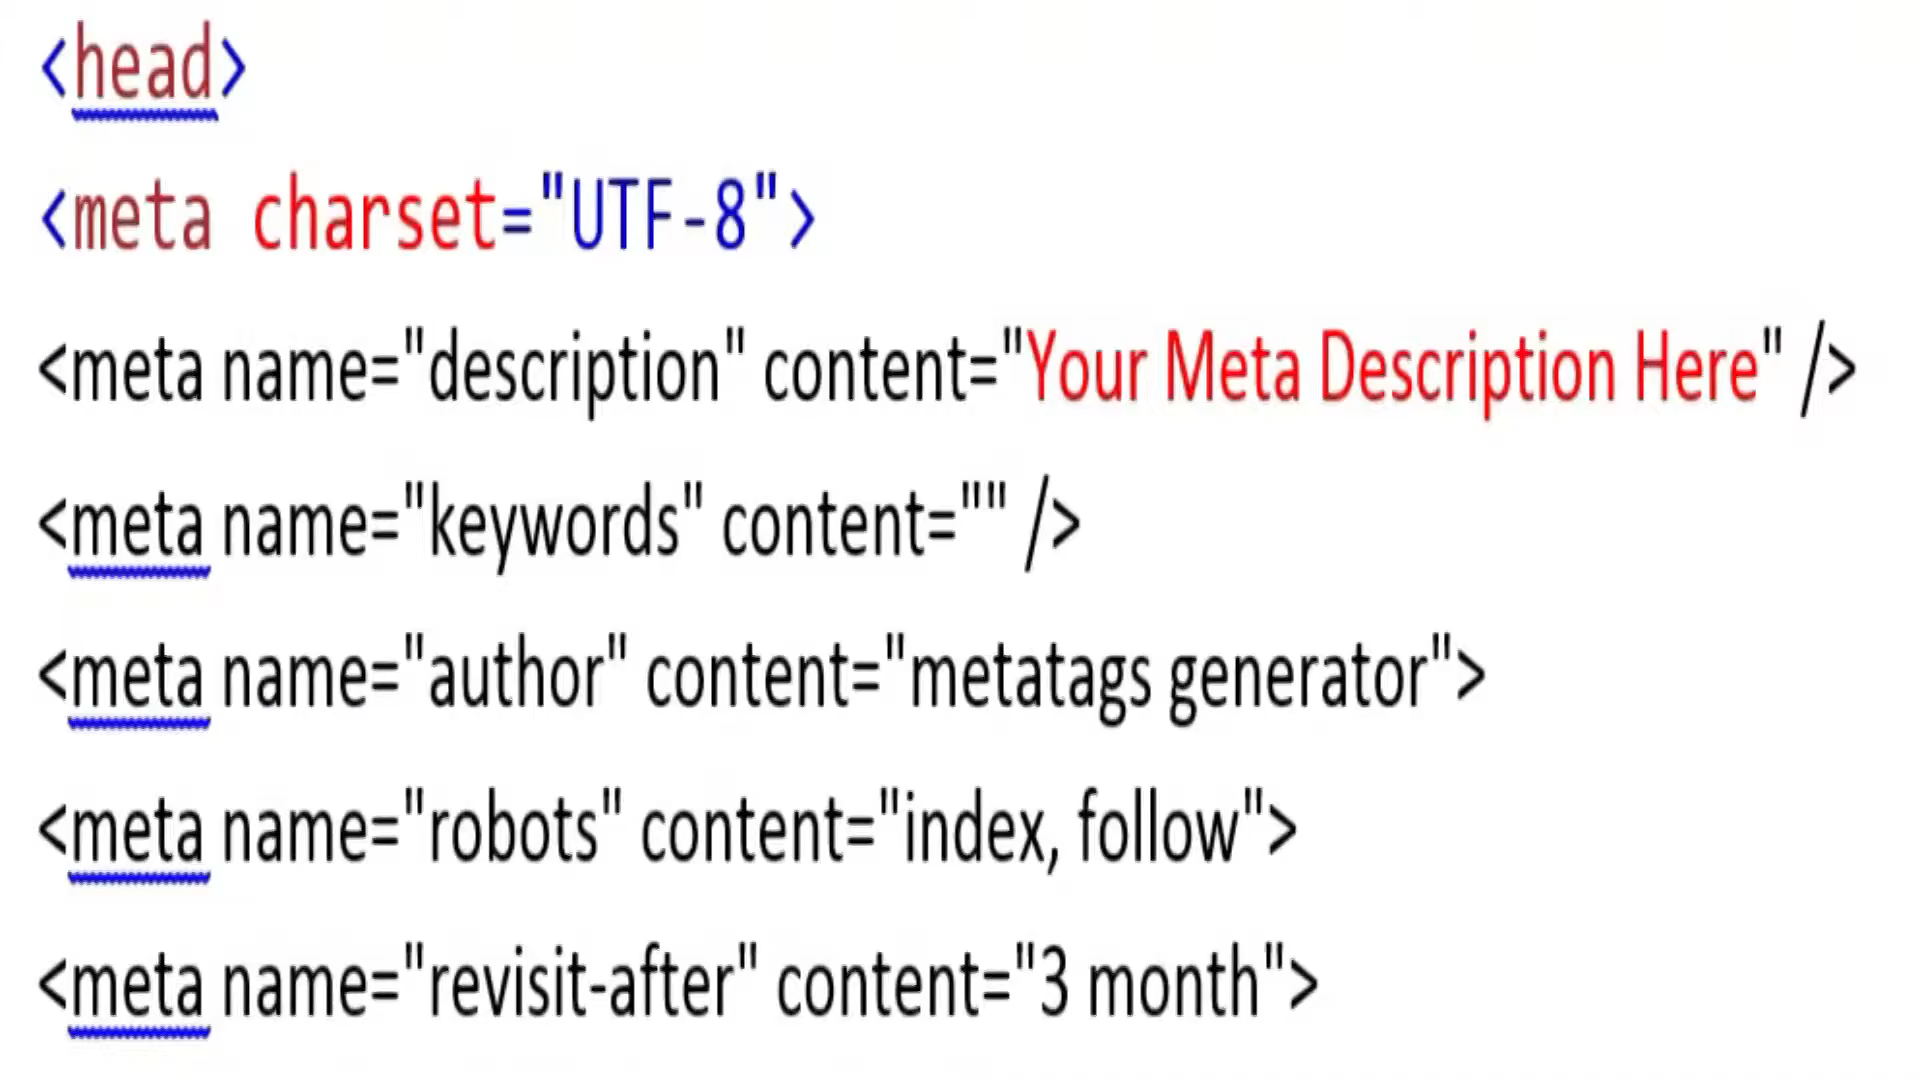 <head>
<meta charset="UTF-8">
<meta name="description" content="Your Meta Description Here" />
<meta name="keywords" content="" />
<meta name="author" content="metatags generator">
<meta name="robots" content="index, follow">
<meta name="revisit-after" content="3 month">